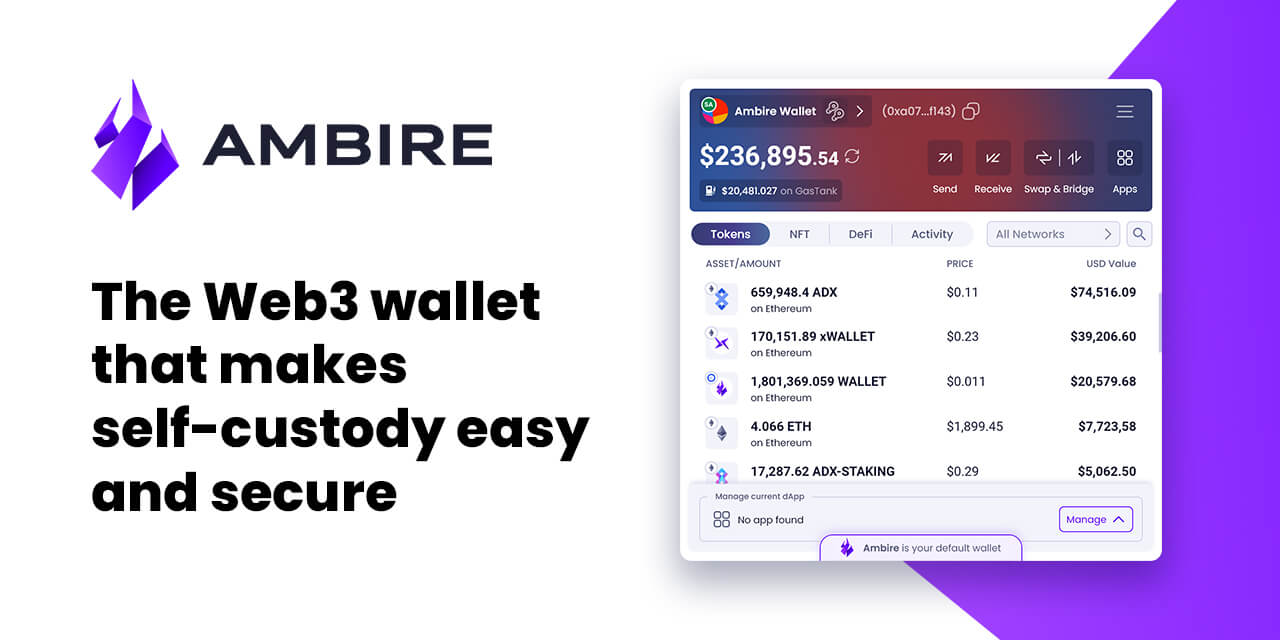 AMBIRE
The Web3 wallet
that makes
self-custody easy
and secure
SA
Ambire Wallet
(0xa07...f143)
$236,895.54
$20,481.027 on GasTank
Send
Receive
Swap & Bridge
Apps
Tokens
NFT
DeFi
Activity
All Networks
ASSET/AMOUNT
PRICE
USD Value
659,948.4 ADX
$0.11
$74,516.09
on Ethereum
170,151.89 xWALLET
$0.23
$39,206.60
on Ethereum
1,801,369.059 WALLET
$0.011
$20,579.68
on Ethereum
4.066 ETH
$1,899.45
$7,723,58
on Ethereum
17,287.62 ADX-STAKING
$0.29
$5,062.50
Manage current dApp
No app found
Manage
Ambire is your default wallet